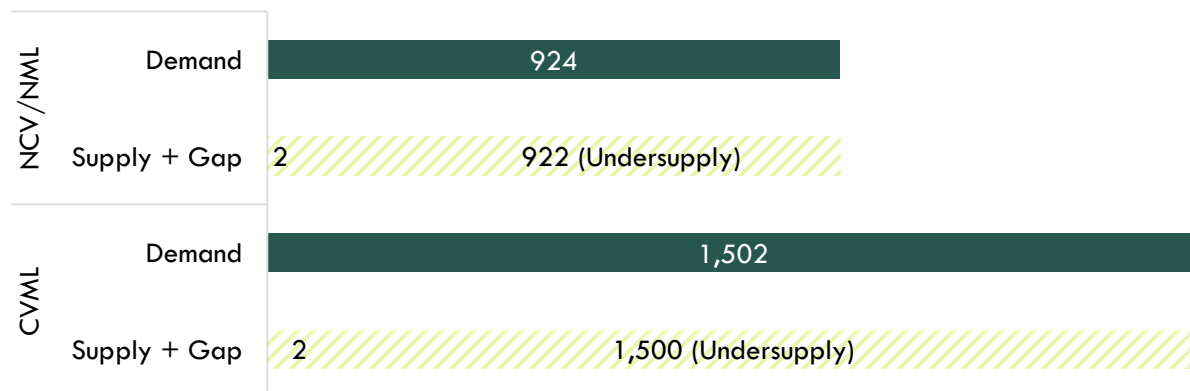 NCV/NML
Demand
924
Supply + Gap
2
922 (Undersupply)
CVML
Demand
1,502
Supply + Gap
2
1,500 (Undersupply)